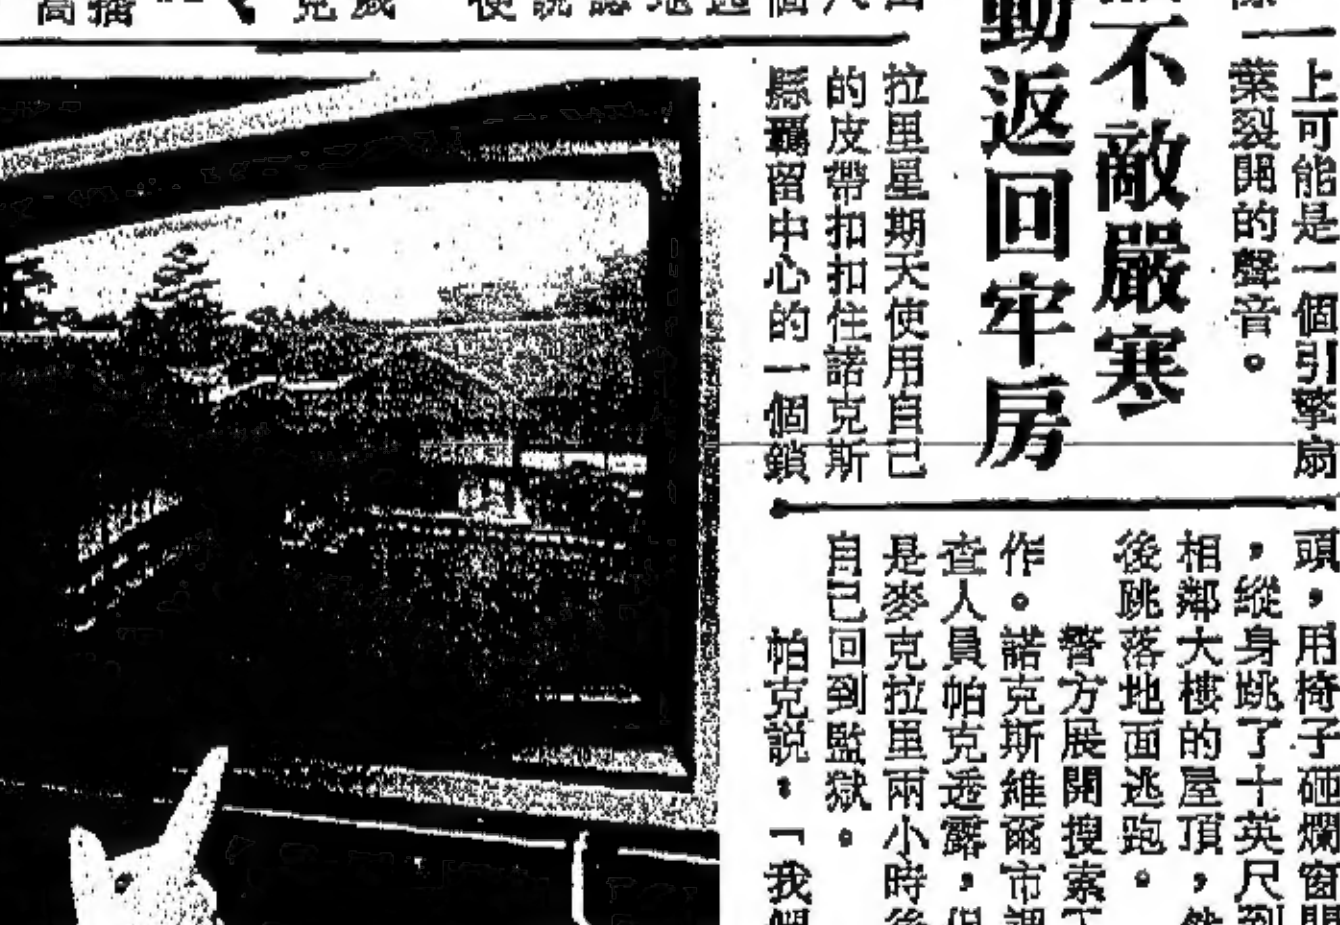 上可能是一個引擎扇
葉裂開的聲音。
不敵嚴寒
動返回牢房
拉里星期天使用自己
的皮帶扣扣住諾克斯
縣羈留中心的一個鎖
頭，用椅子碰爛窗
，縱身跳了十英尺到
相鄰大樓的屋頂，然
後跳落地面逃跑。
警方展開搜索工
作。諾克斯維爾市調
查人員帕克透露，但
是麥克拉里兩小時後
自己回到監獄。
帕克説：「我們